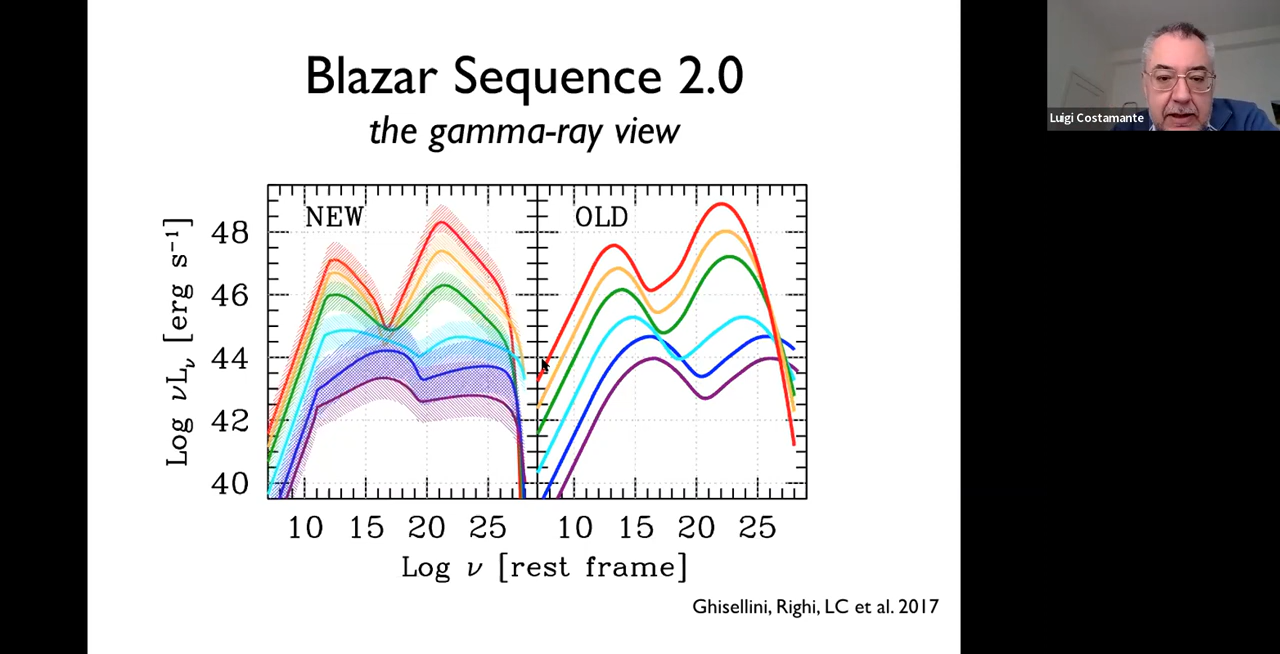 Blazar Sequence 2.0
the gamma-ray view
Luigi Costamante
NEW
OLD
Log νLν [erg s⁻¹]
48
46
44
42
40
10 15 20 25 10 15 20 25
Log ν [rest frame]
Ghisellini, Righi, LC et al. 2017